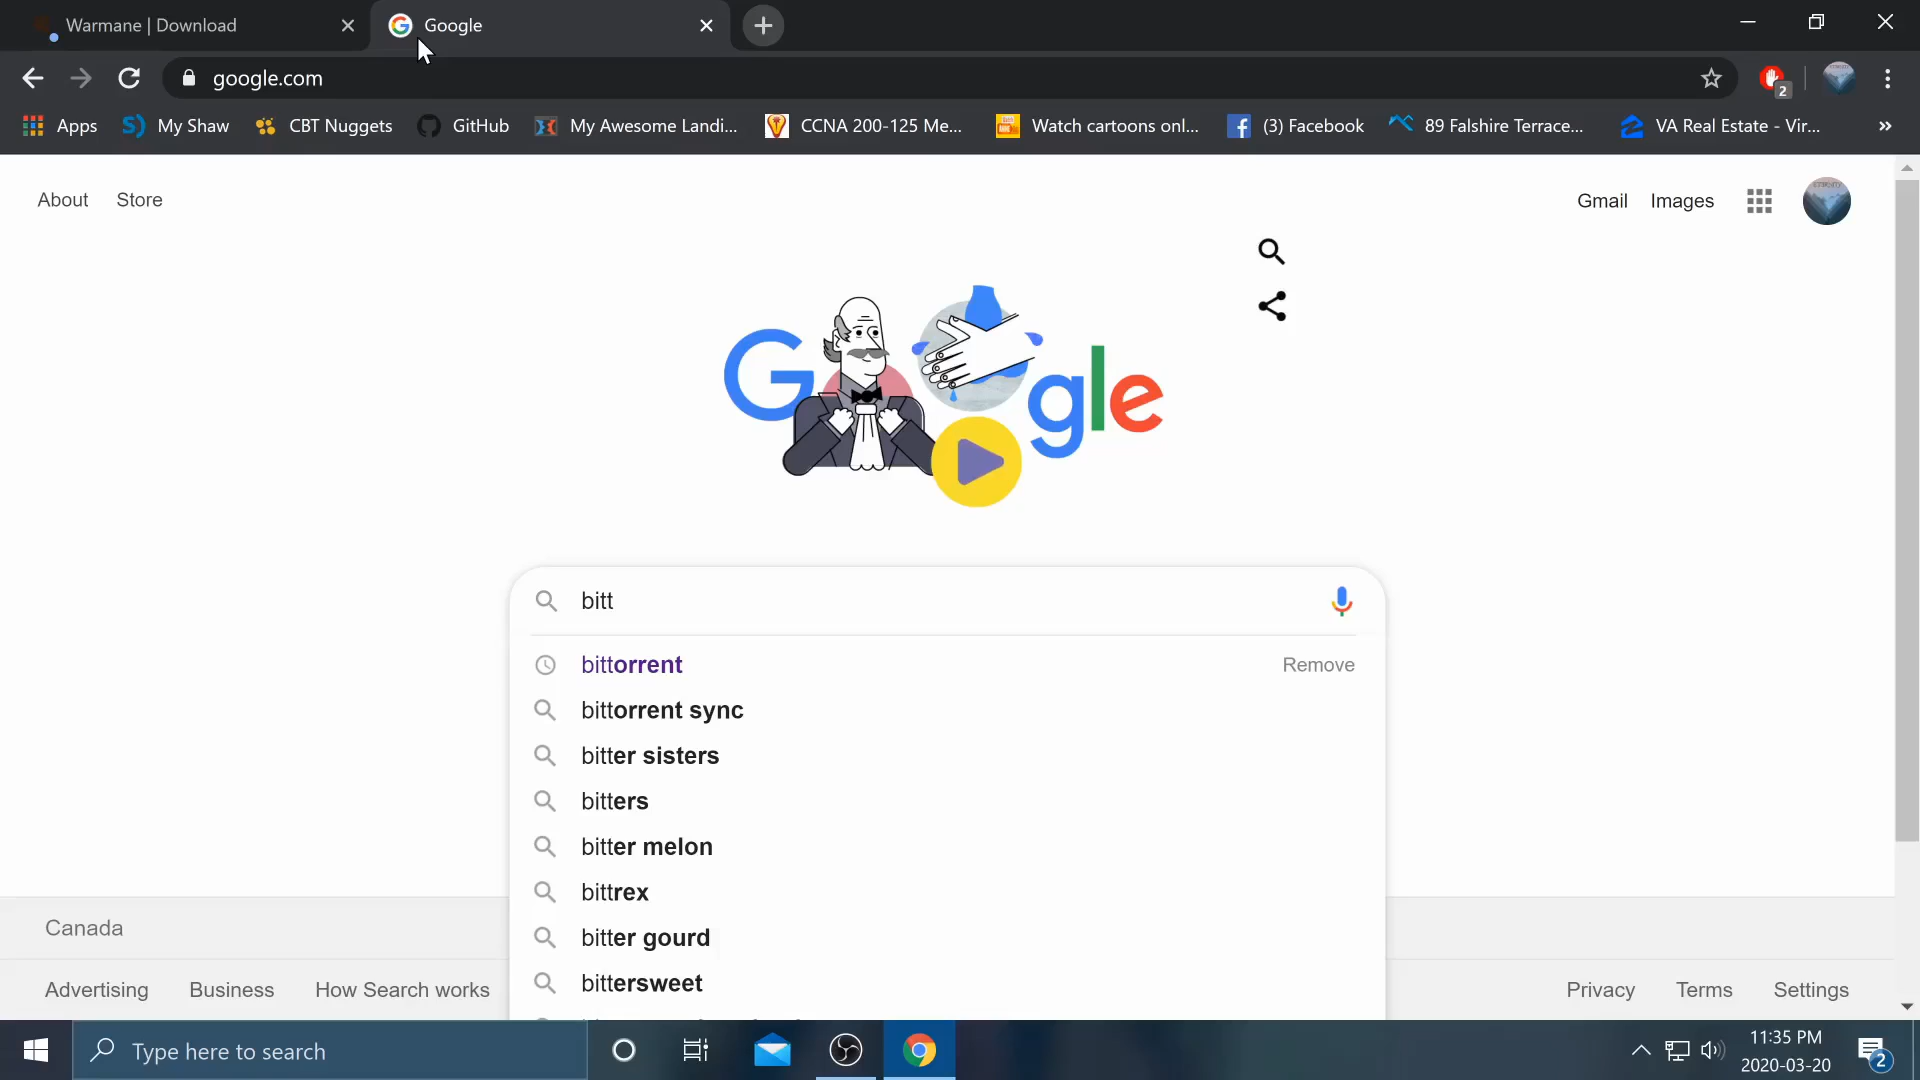 Warmane | Download
Google
google.com
2
Apps
My Shaw
CBT Nuggets
GitHub
My Awesome Landi...
CCNA 200-125 Me...
Watch cartoons onl...
(3) Facebook
89 Falshire Terrace...
VA Real Estate - Vir...
About
Store
Gmail
Images
G gle
bitt
bittorrent
Remove
bittorrent sync
bitter sisters
bitters
bitter melon
bittrex
bitter gourd
bittersweet
Canada
Advertising
Business
How Search works
Privacy
Terms
Settings
Type here to search
11:35 PM
2020-03-20
2